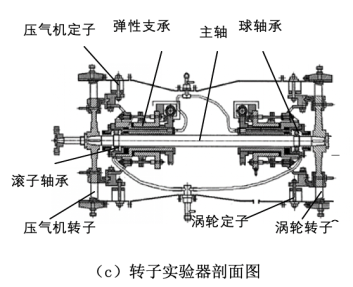 压气机定子 弹性支承 主轴 球轴承
滚子轴承
压气机转子 涡轮定子 涡轮转子
（c）转子实验器剖面图